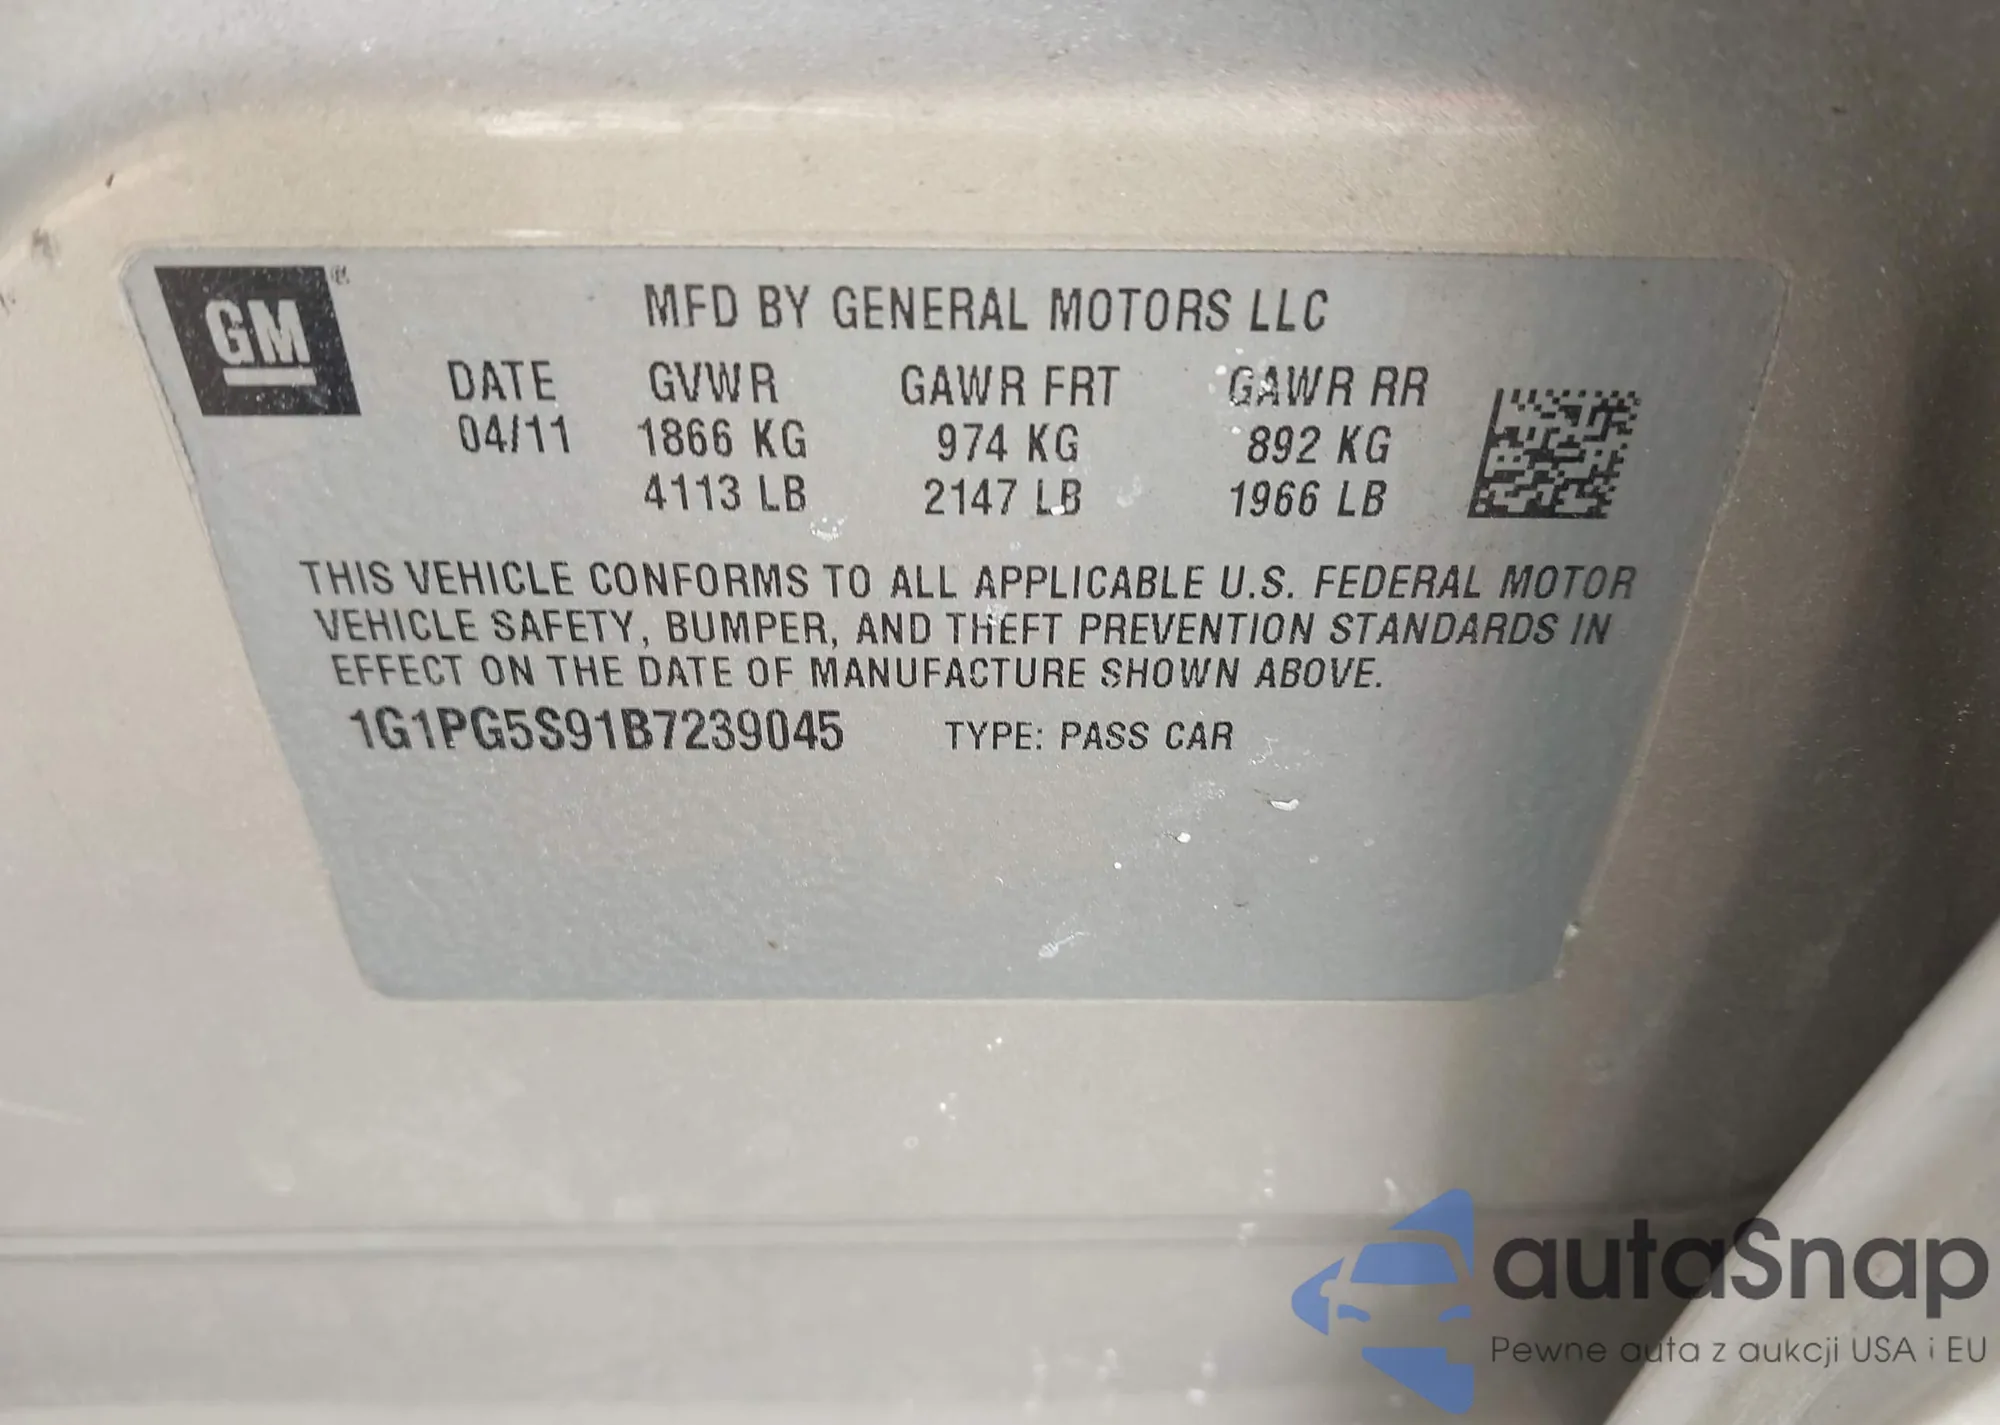 GM®
MFD BY GENERAL MOTORS LLC
DATE GVWR GAWR FRT GAWR RR
04/11 1866 KG 974 KG 892 KG
4113 LB 2147 LB 1966 LB
THIS VEHICLE CONFORMS TO ALL APPLICABLE U.S. FEDERAL MOTOR
VEHICLE SAFETY, BUMPER, AND THEFT PREVENTION STANDARDS IN
EFFECT ON THE DATE OF MANUFACTURE SHOWN ABOVE.
1G1PG5S91B7239045 TYPE: PASS CAR
autaSnap
Pewne auta z aukcji USA i EU